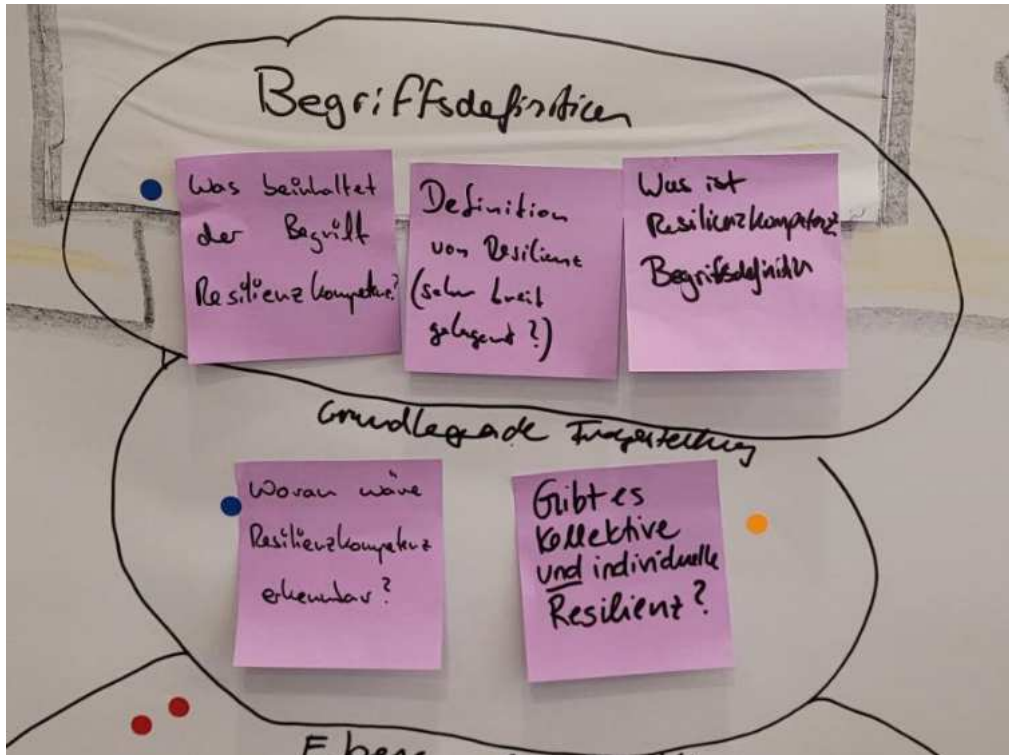 Begriffsdefinition
Was beinhaltet
der Begriff
Resilienzkompetenz?
Definition
von Resilienz
(sehr breit
gelagert?)
Was ist
Resilienzkompetenz
Begriffsdefinition
Grundlegende Fragestellung
Woran wäre
Resilienzkompetenz
erkennbar?
Gibt es
kollektive
und individuelle
Resilienz?